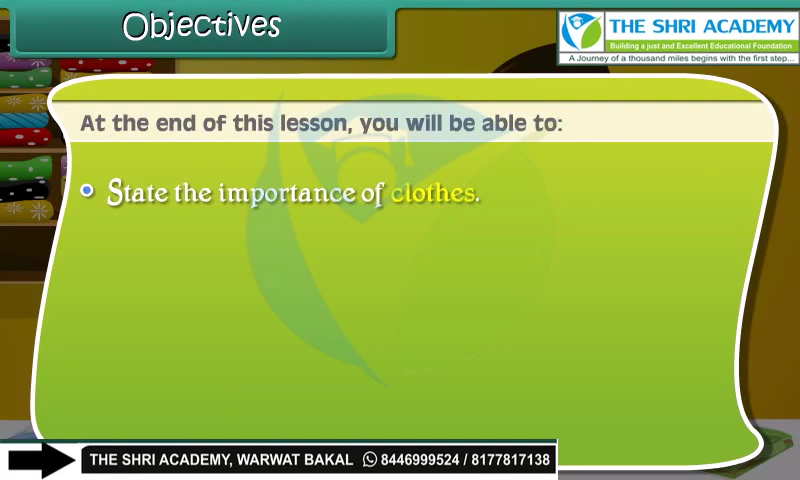 Objectives
THE SHRI ACADEMY
Building a just and Excellent Educational Foundation
A Journey of a thousand miles begins with the first step...
At the end of this lesson, you will be able to:
State the importance of clothes.
THE SHRI ACADEMY, WARWAT BAKAL 8446999524 / 8177817138